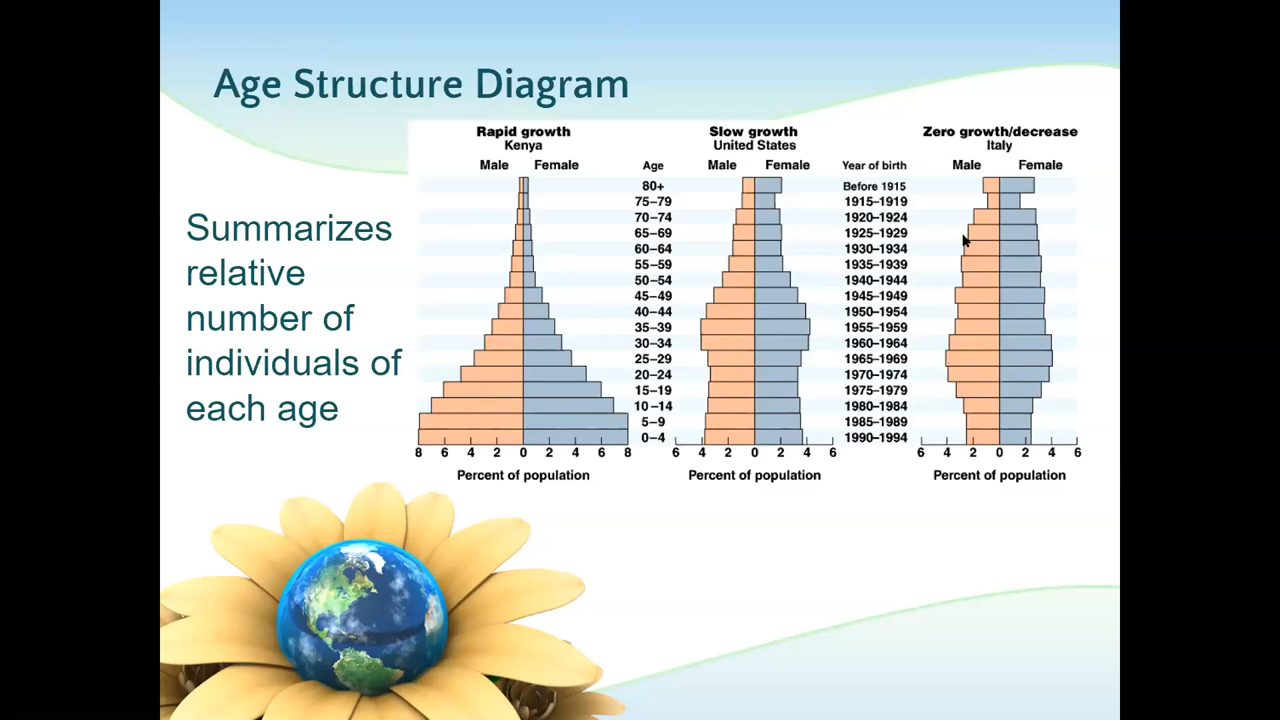 Age Structure Diagram
Summarizes
relative
number of
individuals of
each age
Rapid growth
Kenya
Male Female
Age
Slow growth
United States
Male Female
Year of birth
Zero growth/decrease
Italy
Male Female
80+ Before 1915
75–79 1915–1919
70–74 1920–1924
65–69 1925–1929
60–64 1930–1934
55–59 1935–1939
50–54 1940–1944
45–49 1945–1949
40–44 1950–1954
35–39 1955–1959
30–34 1960–1964
25–29 1965–1969
20–24 1970–1974
15–19 1975–1979
10–14 1980–1984
5–9 1985–1989
0–4 1990–1994
8 6 4 2 0 2 4 6 8
Percent of population
6 4 2 0 2 4 6
Percent of population
6 4 2 0 2 4 6
Percent of population